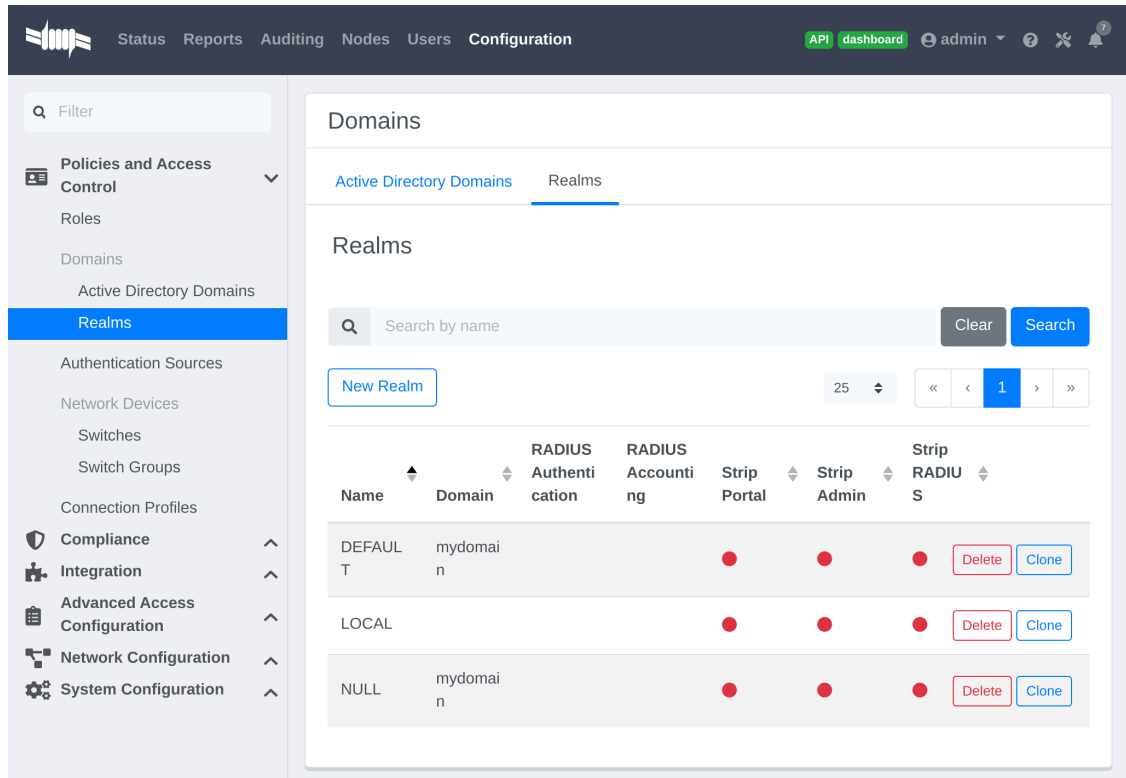 Status Reports Auditing Nodes Users Configuration
API dashboard admin 7
Filter
Policies and Access
Control
Roles
Domains
Active Directory Domains
Realms
Authentication Sources
Network Devices
Switches
Switch Groups
Connection Profiles
Compliance
Integration
Advanced Access
Configuration
Network Configuration
System Configuration
Domains
Active Directory Domains Realms
Realms
Search by name Clear Search
New Realm 25 « ‹ 1 › »
Name
Domain
RADIUS
Authenti
cation
RADIUS
Accounti
ng
Strip
Portal
Strip
Admin
Strip
RADIU
S
DEFAUL
T
mydomai
n
Delete Clone
LOCAL Delete Clone
NULL
mydomai
n
Delete Clone